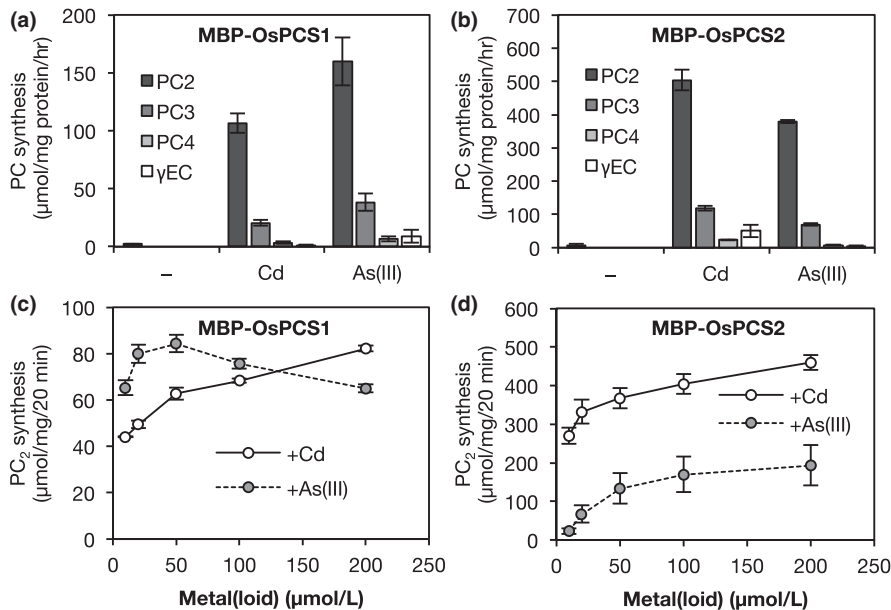 (a)
MBP-OsPCS1
PC synthesis
(µmol/mg protein/hr)
200
150
100
50
0
PC2
PC3
PC4
γEC
–
Cd
As(III)
(b)
MBP-OsPCS2
PC synthesis
(µmol/mg protein/hr)
700
600
500
400
300
200
100
0
PC2
PC3
PC4
γEC
–
Cd
As(III)
(c)
MBP-OsPCS1
PC2 synthesis
(µmol/mg/20 min)
100
80
60
40
20
0
+Cd
+As(III)
0 50 100 150 200 250
Metal(loid) (µmol/L)
(d)
MBP-OsPCS2
PC2 synthesis
(µmol/mg/20 min)
600
500
400
300
200
100
0
+Cd
+As(III)
0 50 100 150 200 250
Metal(loid) (µmol/L)